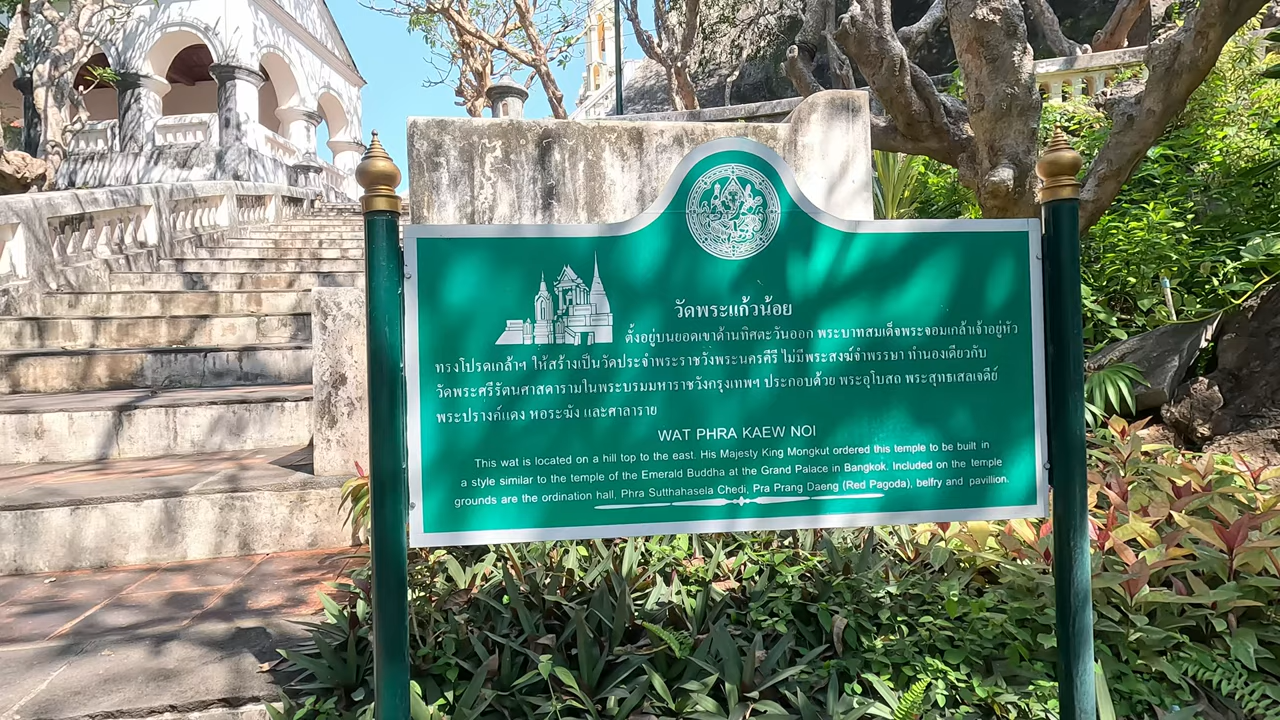 วัดพระแก้วน้อย
ตั้งอยู่บนยอดเขาด้านทิศตะวันออก พระบาทสมเด็จพระจอมเกล้าเจ้าอยู่หัว
ทรงโปรดเกล้าฯ ให้สร้างเป็นวัดประจำพระราชวังพระนครคีรี ไม่มีพระสงฆ์จำพรรษา ทำนองเดียวกับ
วัดพระศรีรัตนศาสดารามในพระบรมมหาราชวังกรุงเทพฯ ประกอบด้วย พระอุโบสถ พระสุทธเสลเจดีย์
พระปรางค์แดง หอระฆัง และศาลาราย
WAT PHRA KAEW NOI
This wat is located on a hill top to the east. His Majesty King Mongkut ordered this temple to be built in
a style similar to the temple of the Emerald Buddha at the Grand Palace in Bangkok. Included on the temple
grounds are the ordination hall, Phra Sutthahasela Chedi, Pra Prang Daeng (Red Pagoda), belfry and pavillion.